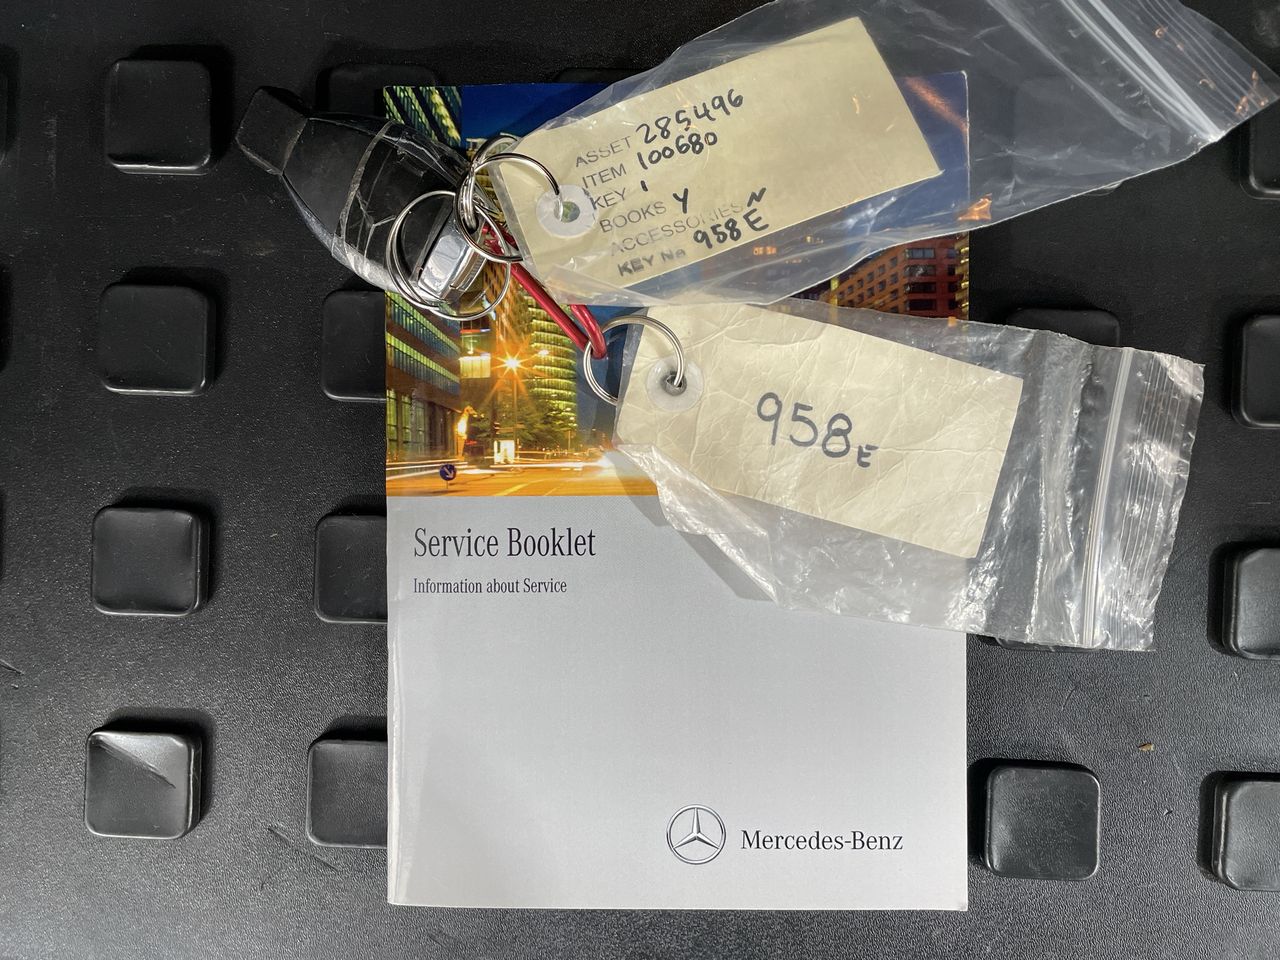 ASSET 285496
ITEM 100680
KEY 1
BOOKS Y
ACCESSORIES N
KEY No 958E
958E
Service Booklet
Information about Service
Mercedes-Benz